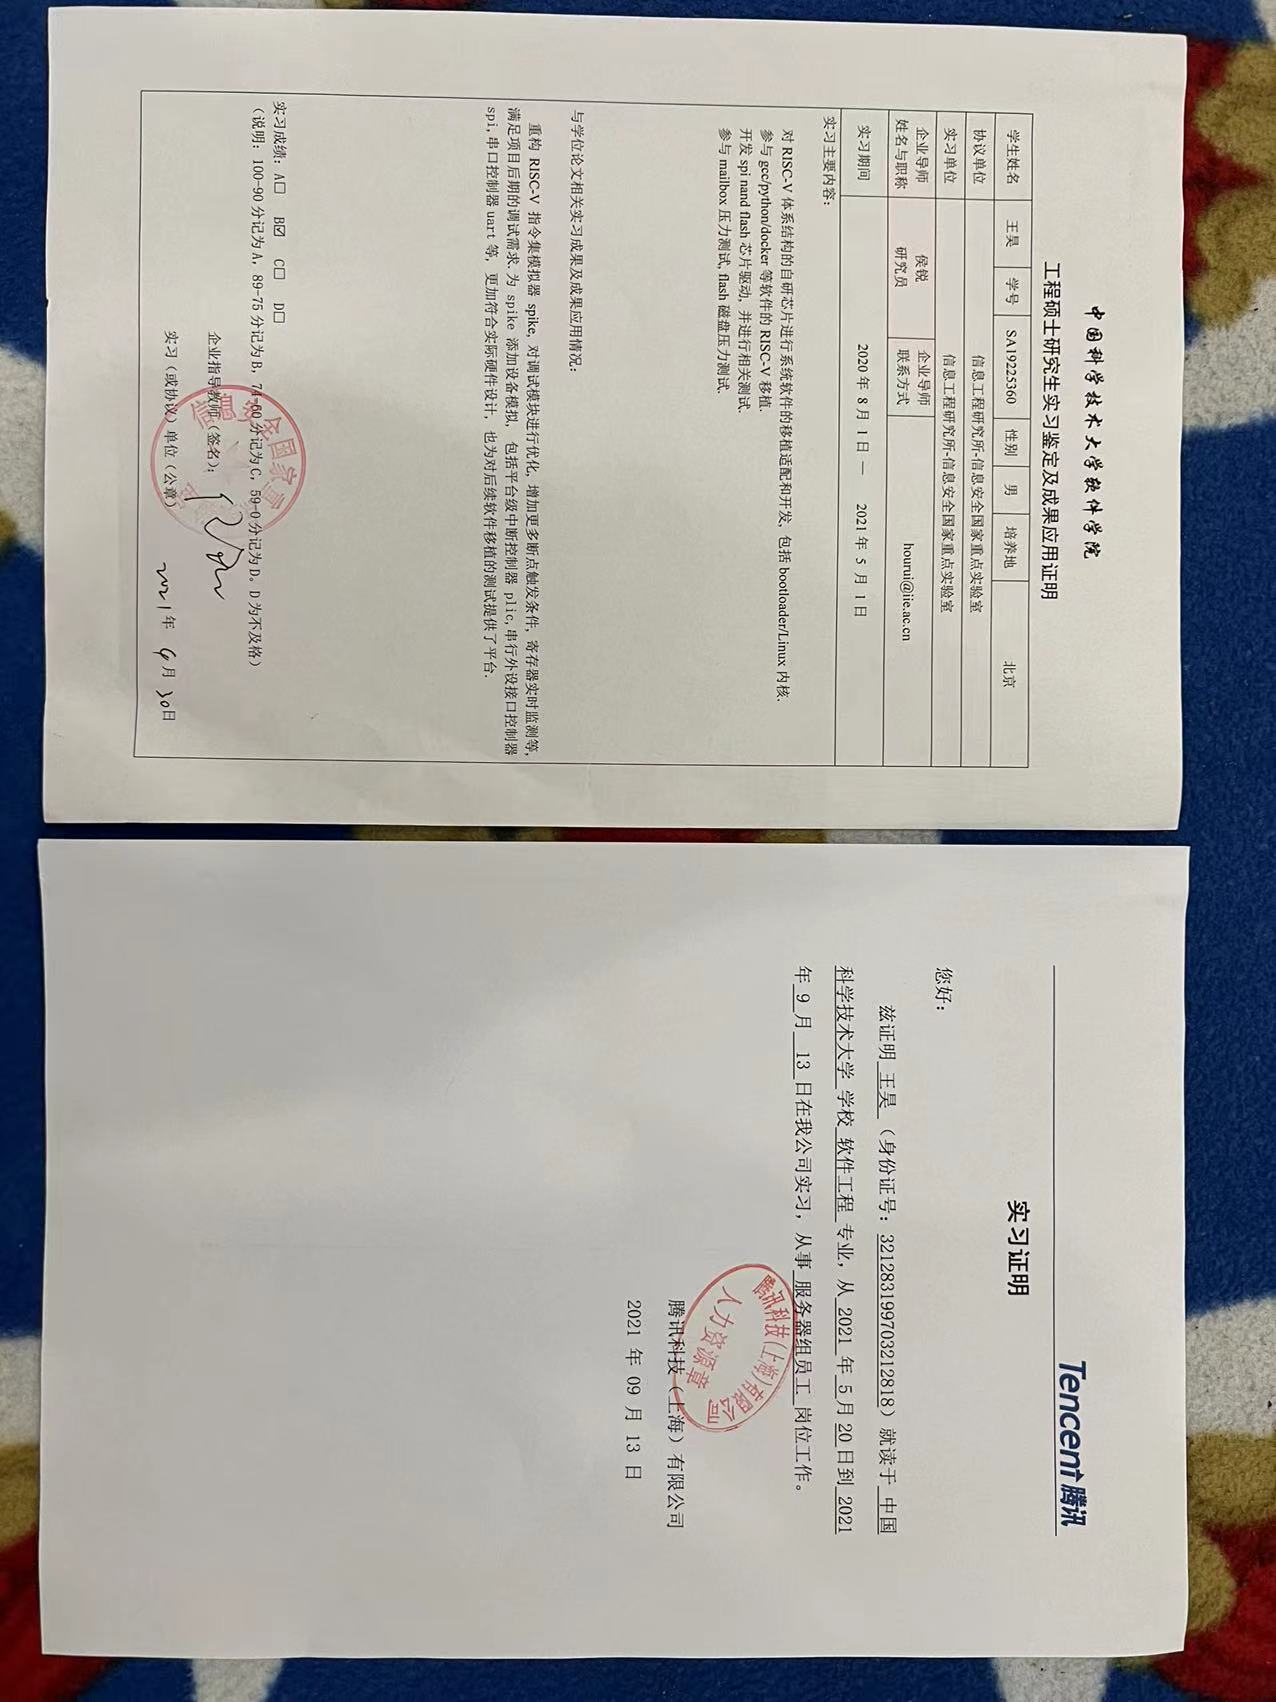 中国科学技术大学软件学院
工程硕士研究生实习鉴定及成果应用证明
学生姓名 王昊 学号 SA19225360 性别 男 培养地 北京
协议单位 信息工程研究所-信息安全国家重点实验室
实习单位 信息工程研究所-信息安全国家重点实验室
企业导师姓名与职称 侯锐 研究员 企业导师联系方式 hourui@iie.ac.cn
实习期间 2020 年 8 月 1 日 — 2021 年 5 月 1 日
实习主要内容：
对 RISC-V 体系结构的自研芯片进行系统软件的移植适配和开发, 包括 bootloader/Linux 内核.
参与 gcc/python/docker 等软件的 RISC-V 移植.
开发 spi nand flash 芯片驱动, 并进行相关测试.
参与 mailbox 压力测试, flash 磁盘压力测试.
与学位论文相关实习成果及成果应用情况：
重构 RISC-V 指令集模拟器 spike, 对调试模块进行优化, 增加更多断点触发条件, 寄存器实时监测等,
满足项目后期的调试需求. 为 spike 添加设备模拟, 包括平台级中断控制器 plic, 串行外设接口控制器
spi, 串口控制器 uart 等, 更加符合实际硬件设计, 也为对后续软件移植的测试提供了平台.
实习成绩：A□ B☑ C□ D□
（说明：100-90 分记为 A，89-75 分记为 B，74-60 分记为 C，59-0 分记为 D。D 为不及格）
企业指导教师（签名）：
实习（或协议）单位（公章）
2021年 9月 30日
Tencent 腾讯
实习证明
您好：
兹证明 王昊 （身份证号：321283199703212818）就读于 中国
科学技术大学 学校 软件工程 专业，从 2021 年 5 月 20 日到 2021
年 9 月 13 日在我公司实习，从事 服务器组员工 岗位工作。
腾讯科技（上海）有限公司
人力资源章
腾讯科技（上海）有限公司
2021 年 09 月 13 日